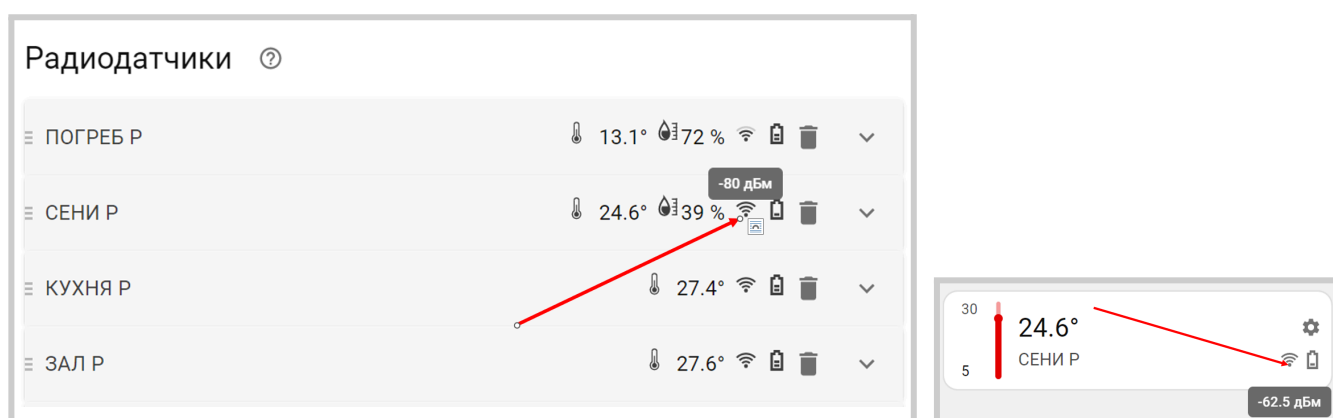 Радиодатчики ?
ПОГРЕБ Р 13.1° 72 %
-80 дБм
СЕНИ Р 24.6° 39 %
КУХНЯ Р 27.4°
ЗАЛ Р 27.6°
30
24.6°
СЕНИ Р
5
-62.5 дБм